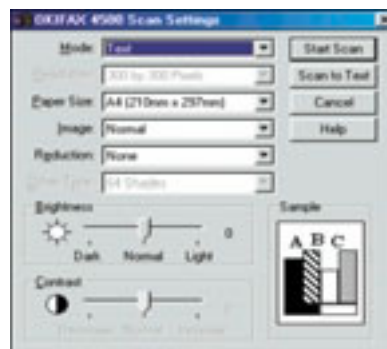 OKIFAX 4500 Scan Settings
Mode: Text
Start Scan
300 by 300 Pixels
Scan to Text
Paper Size: A4 (210mm x 297mm)
Cancel
Image: Normal
Help
Reduction: None
64 Shades
Brightness
0
Dark Normal Light
Sample
A B C
Contrast